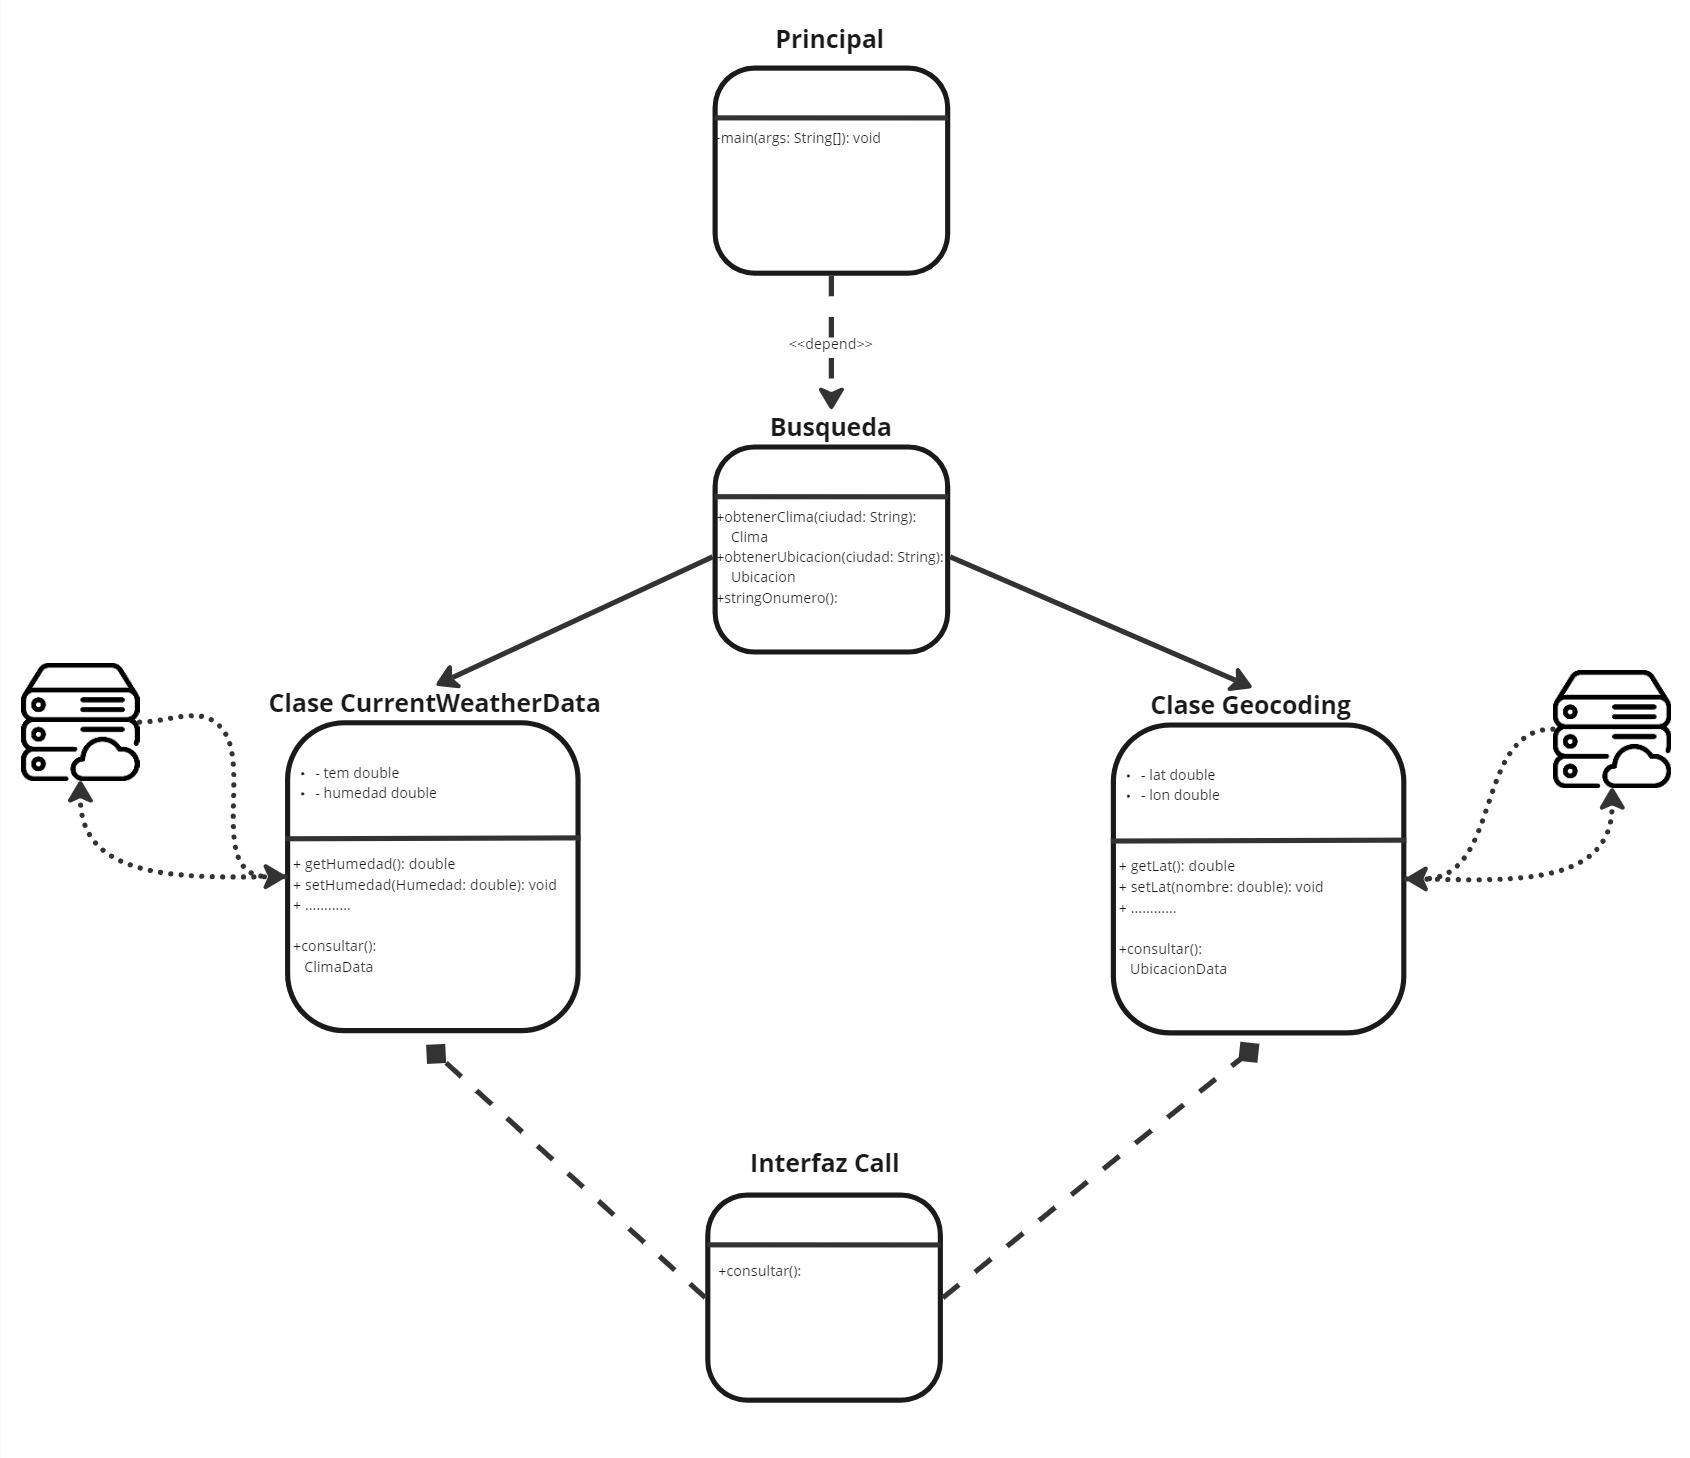 Principal
-main(args: String[]): void
<<depend>>
Busqueda
+obtenerClima(ciudad: String):
Clima
+obtenerUbicacion(ciudad: String):
Ubicacion
+stringOnumero():
Clase CurrentWeatherData
• - tem double
• - humedad double
+ getHumedad(): double
+ setHumedad(Humedad: double): void
+ ............
+consultar():
ClimaData
Clase Geocoding
• - lat double
• - lon double
+ getLat(): double
+ setLat(nombre: double): void
+ ............
+consultar():
UbicacionData
Interfaz Call
+consultar():